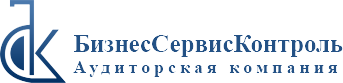 БизнесСервисКонтроль
Аудиторская компания